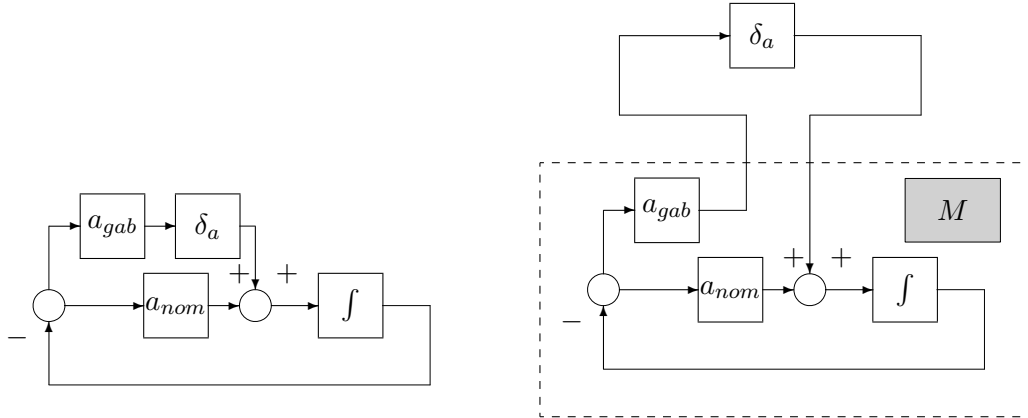 δ_a
a_gab δ_a
a_gab
M
+ +
a_nom ∫
−
+ +
a_nom ∫
−